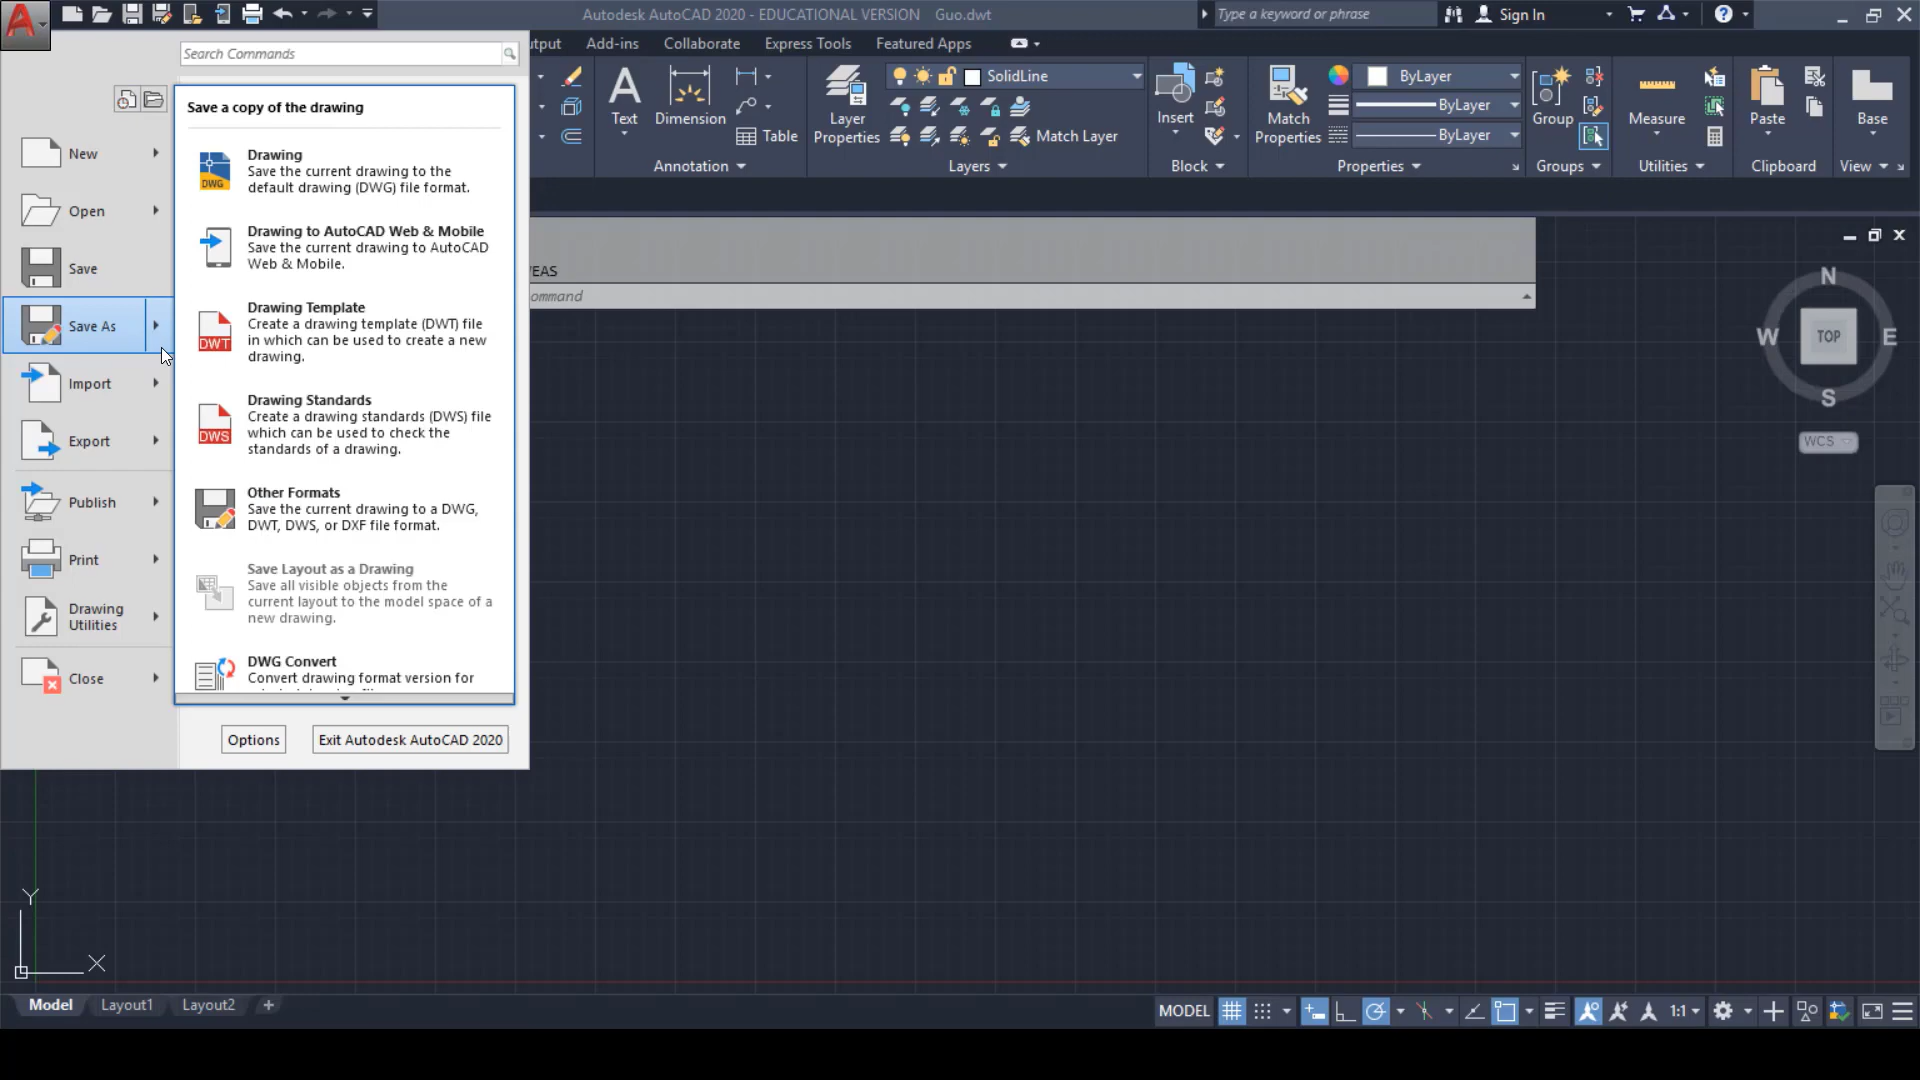 Autodesk AutoCAD 2020 - EDUCATIONAL VERSION Guo.dwt
Type a keyword or phrase
Sign In
Search Commands
tput
Add-ins
Collaborate
Express Tools
Featured Apps
Save a copy of the drawing
New
Open
Save
Save As
Import
Export
Publish
Print
Drawing
Utilities
Close
Drawing
Save the current drawing to the
default drawing (DWG) file format.
DWG
Drawing to AutoCAD Web & Mobile
Save the current drawing to AutoCAD
Web & Mobile.
Drawing Template
Create a drawing template (DWT) file
in which can be used to create a new
drawing.
DWT
Drawing Standards
Create a drawing standards (DWS) file
which can be used to check the
standards of a drawing.
DWS
Other Formats
Save the current drawing to a DWG,
DWT, DWS, or DXF file format.
Save Layout as a Drawing
Save all visible objects from the
current layout to the model space of a
new drawing.
DWG Convert
Convert drawing format version for
Options
Exit Autodesk AutoCAD 2020
Text
Dimension
Table
Annotation
Layer
Properties
SolidLine
Match Layer
Layers
Insert
Block
Match
Properties
ByLayer
ByLayer
ByLayer
Properties
Group
Groups
Measure
Utilities
Paste
Clipboard
Base
View
EAS
ommand
N
W
TOP
E
S
WCS
Y
X
Model
Layout1
Layout2
+
MODEL
1:1